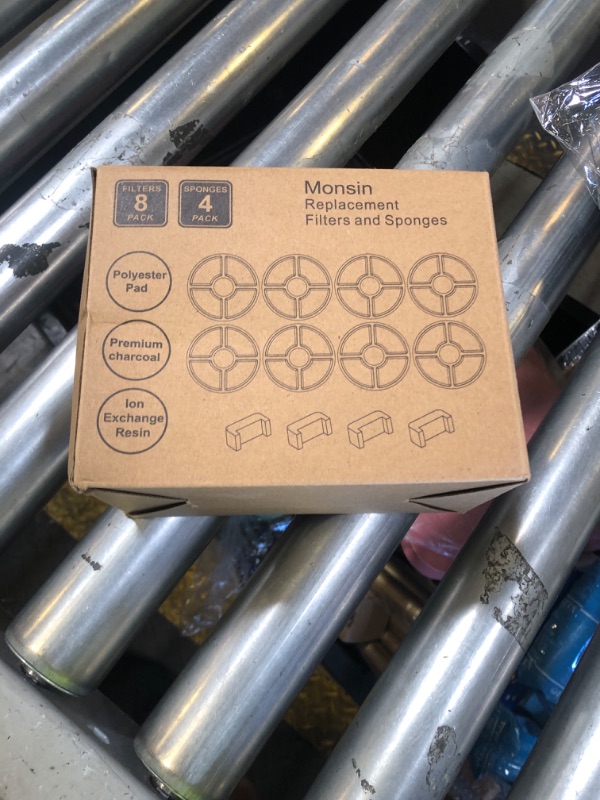 FILTERS
8
PACK
SPONGES
4
PACK
Monsin
Replacement
Filters and Sponges
Polyester
Pad
Premium
charcoal
Ion
Exchange
Resin